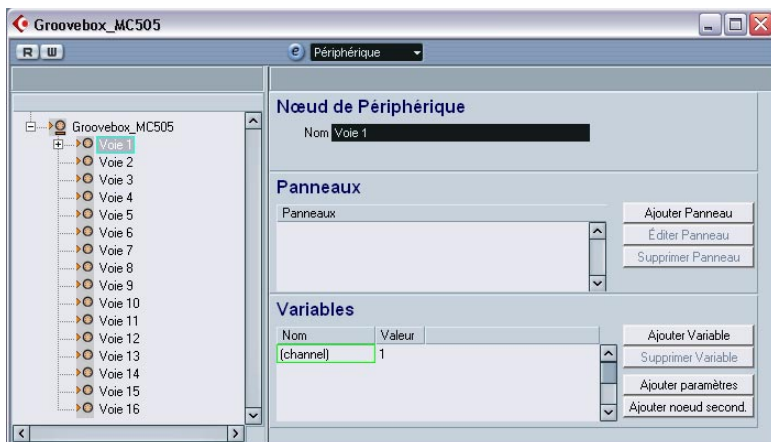 Groovebox_MC505
R W
e Périphérique
Groovebox_MC505
Voie 1
Voie 2
Voie 3
Voie 4
Voie 5
Voie 6
Voie 7
Voie 8
Voie 9
Voie 10
Voie 11
Voie 12
Voie 13
Voie 14
Voie 15
Voie 16
Nœud de Périphérique
Nom Voie 1
Panneaux
Panneaux
Ajouter Panneau
Éditer Panneau
Supprimer Panneau
Variables
Nom Valeur
(channel) 1
Ajouter Variable
Supprimer Variable
Ajouter paramètres
Ajouter noeud second.